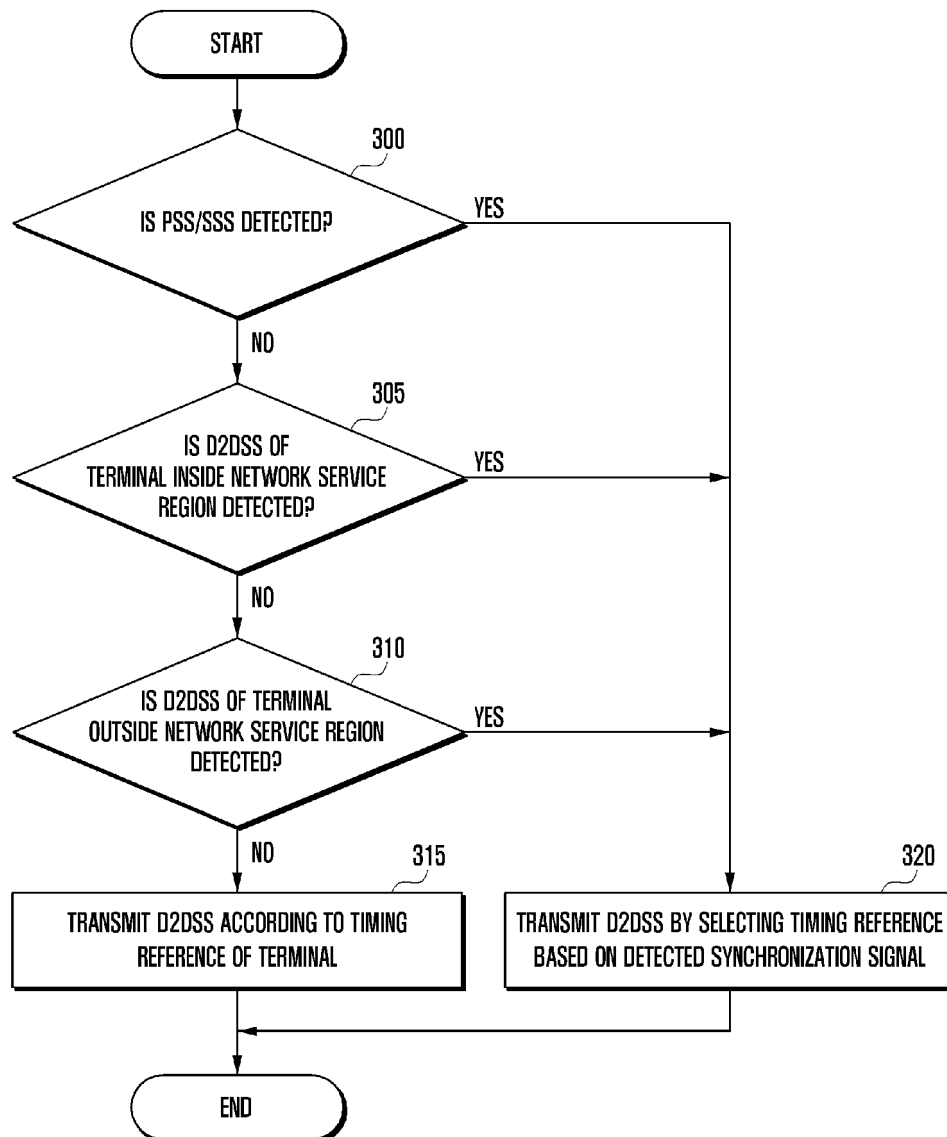 START
300
IS PSS/SSS DETECTED?
YES
NO
305
IS D2DSS OF
TERMINAL INSIDE NETWORK SERVICE
REGION DETECTED?
YES
NO
310
IS D2DSS OF TERMINAL
OUTSIDE NETWORK SERVICE REGION
DETECTED?
YES
NO
315
TRANSMIT D2DSS ACCORDING TO TIMING
REFERENCE OF TERMINAL
320
TRANSMIT D2DSS BY SELECTING TIMING REFERENCE
BASED ON DETECTED SYNCHRONIZATION SIGNAL
END